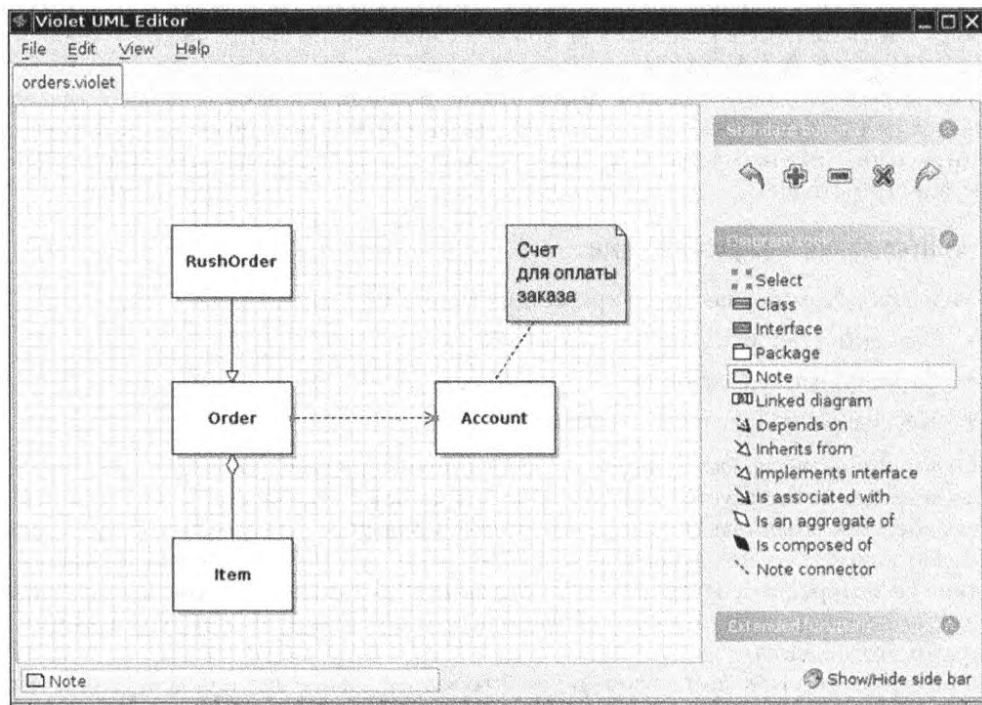 Violet UML Editor
File Edit View Help
orders.violet
RushOrder
Счет
для оплаты
заказа
Order
Account
Item
Select
Class
Interface
Package
Note
Linked diagram
Depends on
Inherits from
Implements interface
Is associated with
Is an aggregate of
Is composed of
Note connector
Note
Show/Hide side bar